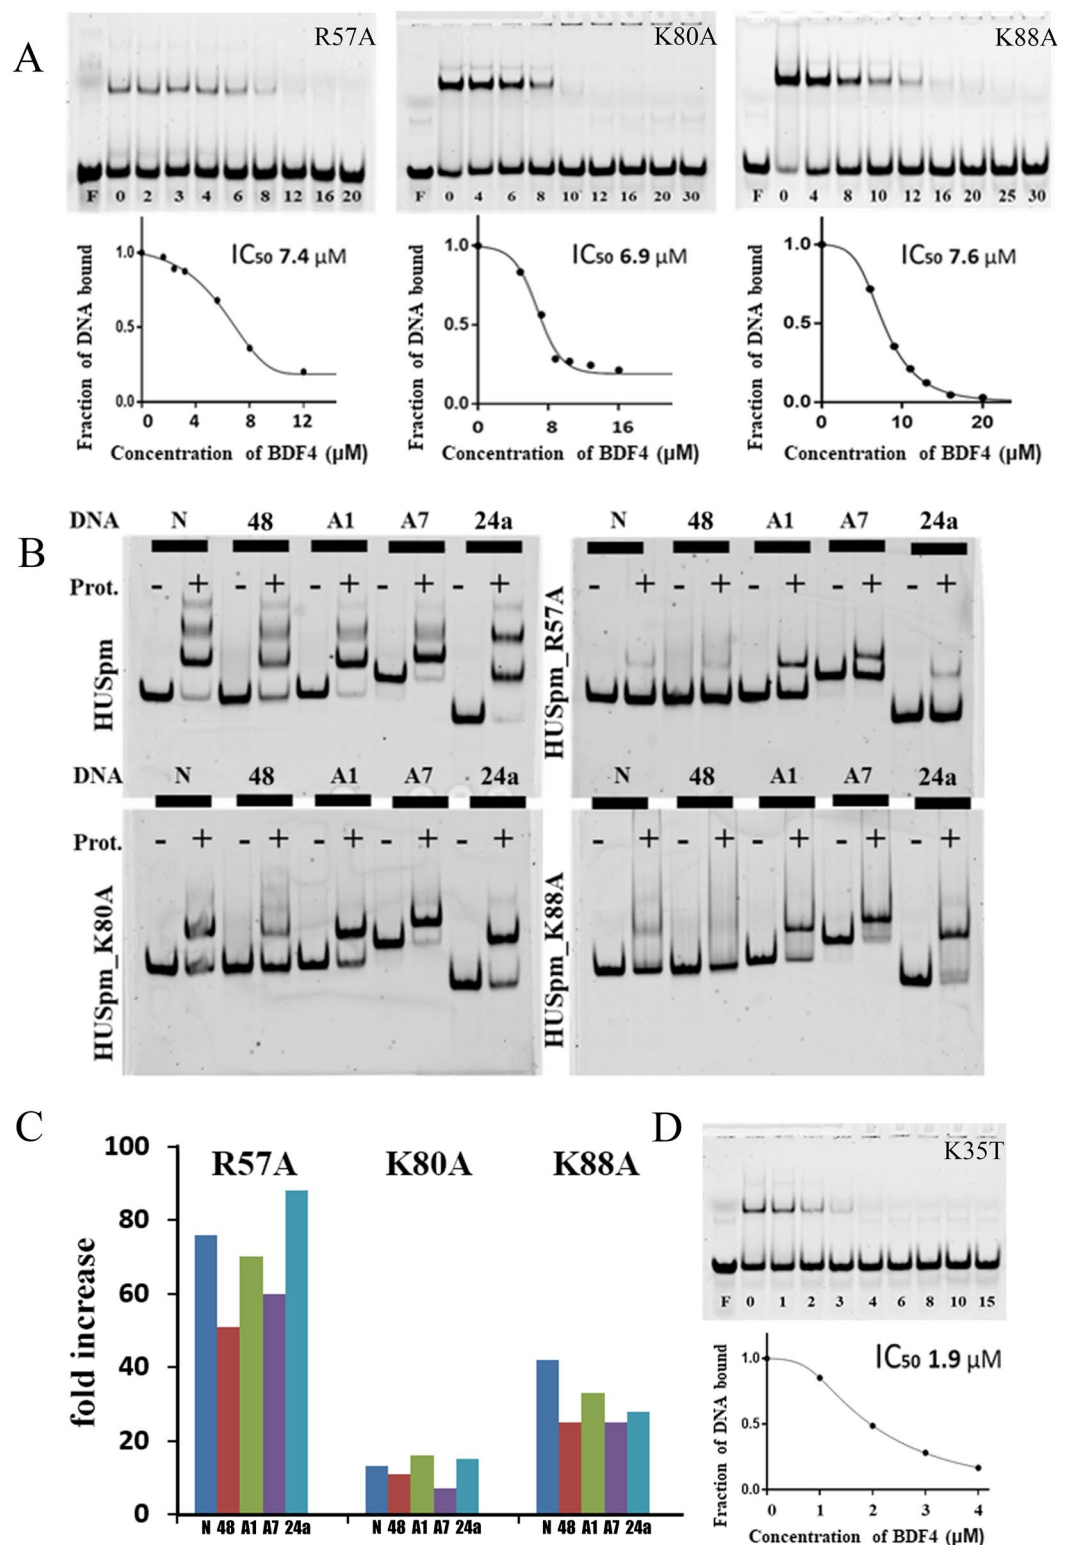 A
R57A
K80A
K88A
F 0 2 3 4 6 8 12 16 20
F 0 4 6 8 10 12 16 20 30
F 0 4 8 10 12 16 20 25 30
Fraction of DNA bound
1.0
0.5
0.0
IC50 7.4 µM
0 4 8 12
Concentration of BDF4 (µM)
Fraction of DNA bound
1.0
0.5
0.0
IC50 6.9 µM
0 8 16
Concentration of BDF4 (µM)
Fraction of DNA bound
1.0
0.5
0.0
IC50 7.6 µM
0 10 20
Concentration of BDF4 (µM)
B
DNA N 48 A1 A7 24a
Prot. - + - + - + - + - +
HUSpm
N 48 A1 A7 24a
- + - + - + - + - +
HUSpm_R57A
DNA N 48 A1 A7 24a
Prot. - + - + - + - + - +
HUSpm_K80A
N 48 A1 A7 24a
- + - + - + - + - +
HUSpm_K88A
C
fold increase
100
80
60
40
20
0
R57A K80A K88A
N 48 A1 A7 24a N 48 A1 A7 24a N 48 A1 A7 24a
D
K35T
F 0 1 2 3 4 6 8 10 15
Fraction of DNA bound
1.0
0.5
0.0
IC50 1.9 µM
0 1 2 3 4
Concentration of BDF4 (µM)